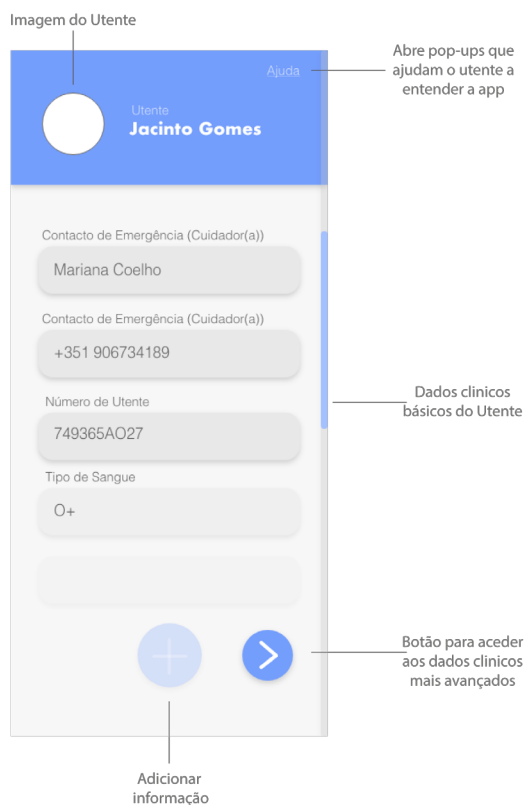 Imagem do Utente
Abre pop-ups que
ajudam o utente a
entender a app
Ajuda
Utente
Jacinto Gomes
Contacto de Emergência (Cuidador(a))
Mariana Coelho
Contacto de Emergência (Cuidador(a))
+351 906734189
Dados clinicos
básicos do Utente
Número de Utente
749365AO27
Tipo de Sangue
O+
Botão para aceder
aos dados clinicos
mais avançados
Adicionar
informação